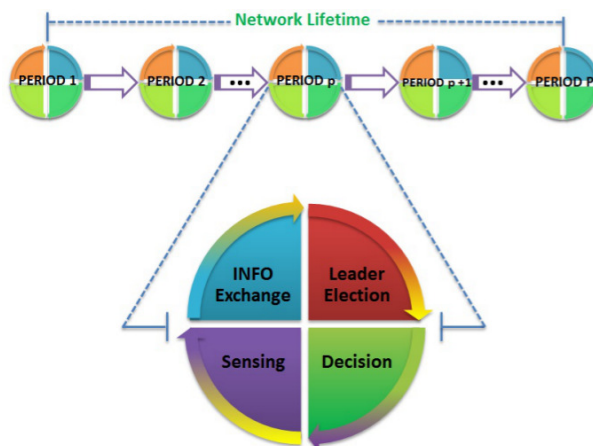 Network Lifetime
PERIOD 1
PERIOD 2
...
PERIOD p
PERIOD p +1
...
PERIOD P
INFO
Exchange
Leader
Election
Sensing
Decision